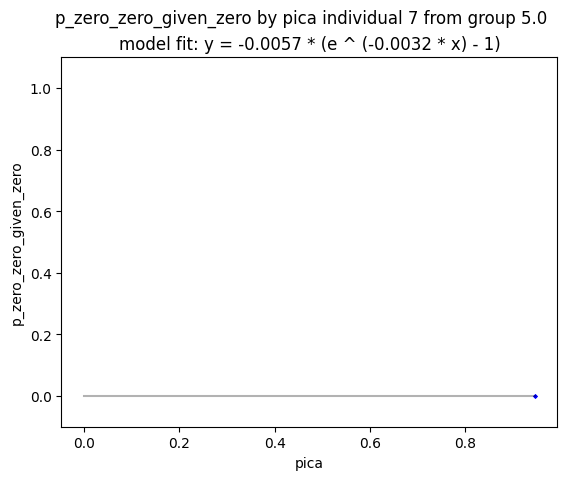 p_zero_zero_given_zero by pica individual 7 from group 5.0
model fit: y = -0.0057 * (e ^ (-0.0032 * x) - 1)
1.0
0.8
0.6
0.4
0.2
0.0
p_zero_zero_given_zero
0.0 0.2 0.4 0.6 0.8
pica